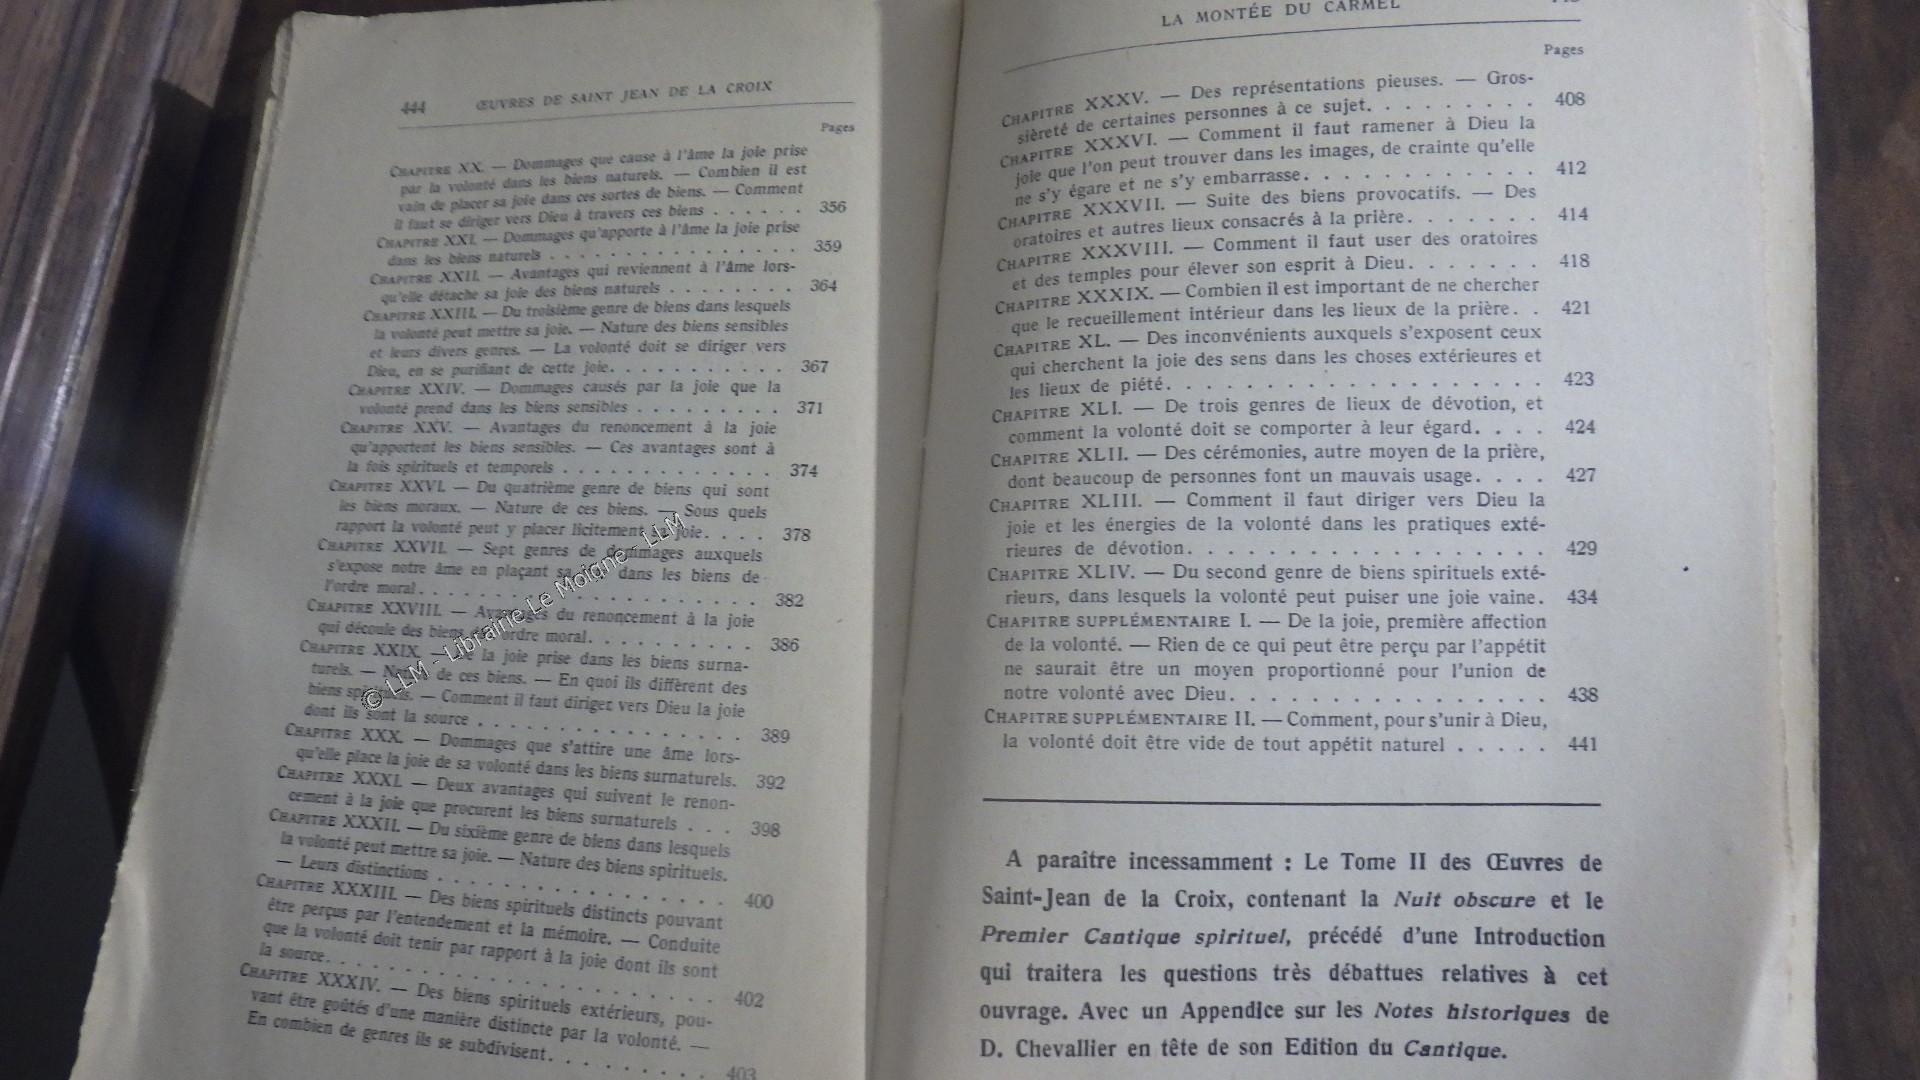 444 ŒUVRES DE SAINT JEAN DE LA CROIX
Pages
CHAPITRE XX. — Dommages que cause à l'âme la joie prise
par la volonté dans les biens naturels. — Combien il est
vain de placer sa joie dans ces sortes de biens. — Comment
il faut se diriger vers Dieu à travers ces biens . . . . . . 356
CHAPITRE XXI. — Dommages qu'apporte à l'âme la joie prise
dans les biens naturels . . . . . . . . . . . . . . . 359
CHAPITRE XXII. — Avantages qui reviennent à l'âme lors-
qu'elle détache sa joie des biens naturels . . . . . . . . 364
CHAPITRE XXIII. — Du troisième genre de biens dans lesquels
la volonté peut mettre sa joie. — Nature des biens sensibles
et leurs divers genres. — La volonté doit se diriger vers
Dieu, en se purifiant de cette joie. . . . . . . . . . . 367
CHAPITRE XXIV. — Dommages causés par la joie que la
volonté prend dans les biens sensibles . . . . . . . . . 371
CHAPITRE XXV. — Avantages du renoncement à la joie
qu'apportent les biens sensibles. — Ces avantages sont à
la fois spirituels et temporels . . . . . . . . . . . . . 374
CHAPITRE XXVI. — Du quatrième genre de biens qui sont
les biens moraux. — Nature de ces biens. — Sous quels
rapport la volonté peut y placer licitement sa joie. . . . . 378
CHAPITRE XXVII. — Sept genres de dommages auxquels
s'expose notre âme en plaçant sa joie dans les biens de
l'ordre moral . . . . . . . . . . . . . . . . . . . 382
CHAPITRE XXVIII. — Avantages du renoncement à la joie
qui découle des biens de l'ordre moral. . . . . . . . . . 386
CHAPITRE XXIX. — De la joie prise dans les biens surna-
turels. — Nature de ces biens. — En quoi ils diffèrent des
biens spirituels. — Comment il faut diriger vers Dieu la joie
dont ils sont la source . . . . . . . . . . . . . . . 389
CHAPITRE XXX. — Dommages que s'attire une âme lors-
qu'elle place la joie de sa volonté dans les biens surnaturels. 392
CHAPITRE XXXI. — Deux avantages qui suivent le renon-
cement à la joie que procurent les biens surnaturels . . . 398
CHAPITRE XXXII. — Du sixième genre de biens dans lesquels
la volonté peut mettre sa joie. — Nature des biens spirituels.
— Leurs distinctions . . . . . . . . . . . . . . . . 400
CHAPITRE XXXIII. — Des biens spirituels distincts pouvant
être perçus par l'entendement et la mémoire. — Conduite
que la volonté doit tenir par rapport à la joie dont ils sont
la source. . . . . . . . . . . . . . . . . . . . . 402
CHAPITRE XXXIV. — Des biens spirituels extérieurs, pou-
vant être goûtés d'une manière distincte par la volonté. —
En combien de genres ils se subdivisent. . . . . . . . . 403
© LLM - Librairie Le Moigne - LLM
LA MONTÉE DU CARMEL
Pages
CHAPITRE XXXV. — Des représentations pieuses. — Gros-
sièreté de certaines personnes à ce sujet. . . . . . . . . 408
CHAPITRE XXXVI. — Comment il faut ramener à Dieu la
joie que l'on peut trouver dans les images, de crainte qu'elle
ne s'y égare et ne s'y embarrasse. . . . . . . . . . . . 412
CHAPITRE XXXVII. — Suite des biens provocatifs. — Des
oratoires et autres lieux consacrés à la prière. . . . . . . 414
CHAPITRE XXXVIII. — Comment il faut user des oratoires
et des temples pour élever son esprit à Dieu. . . . . . . 418
CHAPITRE XXXIX. — Combien il est important de ne chercher
que le recueillement intérieur dans les lieux de la prière. . 421
CHAPITRE XL. — Des inconvénients auxquels s'exposent ceux
qui cherchent la joie des sens dans les choses extérieures et
les lieux de piété. . . . . . . . . . . . . . . . . . 423
CHAPITRE XLI. — De trois genres de lieux de dévotion, et
comment la volonté doit se comporter à leur égard. . . . 424
CHAPITRE XLII. — Des cérémonies, autre moyen de la prière,
dont beaucoup de personnes font un mauvais usage. . . . 427
CHAPITRE XLIII. — Comment il faut diriger vers Dieu la
joie et les énergies de la volonté dans les pratiques exté-
rieures de dévotion. . . . . . . . . . . . . . . . . . 429
CHAPITRE XLIV. — Du second genre de biens spirituels exté-
rieurs, dans lesquels la volonté peut puiser une joie vaine. 434
CHAPITRE SUPPLÉMENTAIRE I. — De la joie, première affection
de la volonté. — Rien de ce qui peut être perçu par l'appétit
ne saurait être un moyen proportionné pour l'union de
notre volonté avec Dieu. . . . . . . . . . . . . . . 438
CHAPITRE SUPPLÉMENTAIRE II. — Comment, pour s'unir à Dieu,
la volonté doit être vide de tout appétit naturel . . . . . 441
A paraître incessamment : Le Tome II des Œuvres de
Saint-Jean de la Croix, contenant la Nuit obscure et le
Premier Cantique spirituel, précédé d'une Introduction
qui traitera les questions très débattues relatives à cet
ouvrage. Avec un Appendice sur les Notes historiques de
D. Chevallier en tête de son Edition du Cantique.